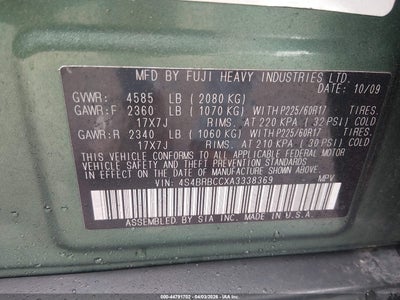 MFD BY FUJI HEAVY INDUSTRIES LTD.
DATE: 10/09
GVWR: 4585 LB (2080 KG)
GAWR:F 2360 LB (1070 KG) WITH P225/60R17 TIRES.
17X7J RIMS. AT 220 KPA (32 PSI)
GAWR:R 2340 LB (1060 KG) WITH P225/60R17 TIRES.
17X7J RIMS. AT 210 KPA (30 PSI)
THIS VEHICLE CONFORMS TO ALL APPLICABLE FEDERAL MOTOR
VEHICLE SAFETY AND THEFT PREVENTION STANDARDS
IN EFFECT ON THE DATE OF MANUFACTURE SHOWN ABOVE.
VIN: 4S4BRBCCXA3338369 MPV
ASSEMBLED BY SIA INC. IN U.S.A.